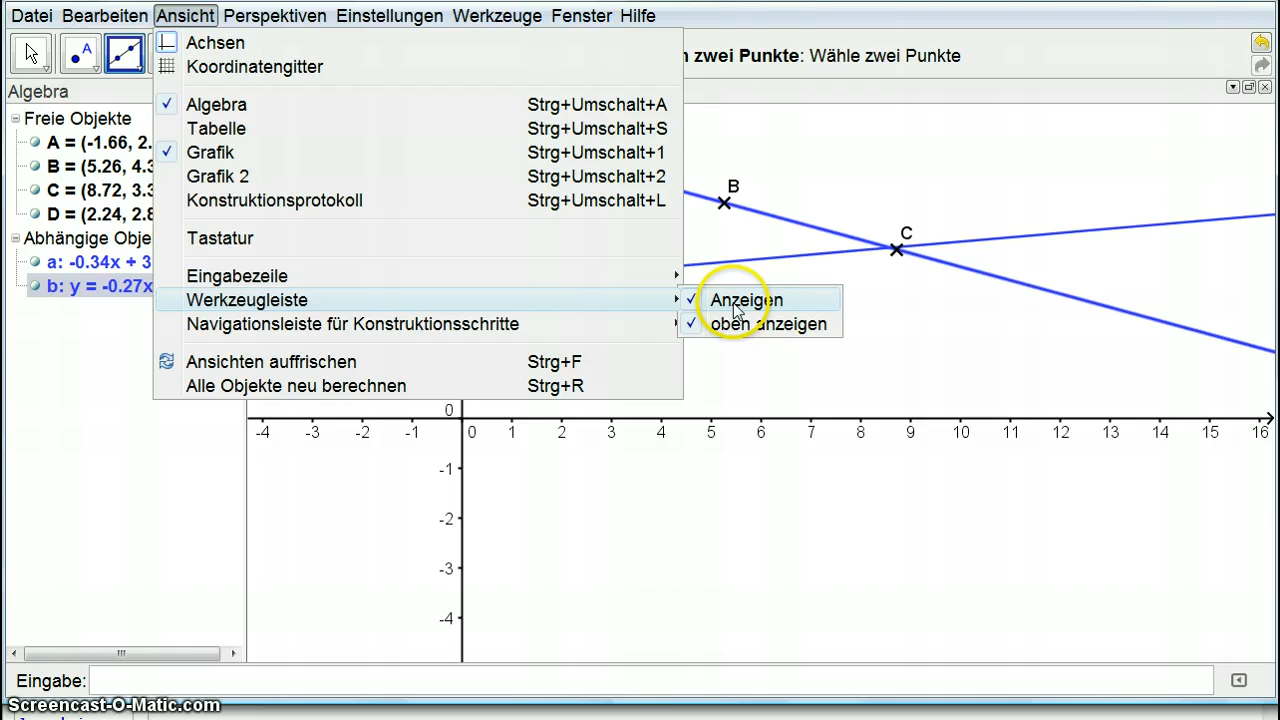 Datei Bearbeiten Ansicht Perspektiven Einstellungen Werkzeuge Fenster Hilfe
zwei Punkte: Wähle zwei Punkte
Algebra
Freie Objekte
A = (-1.66, 2.
B = (5.26, 4.3
C = (8.72, 3.3
D = (2.24, 2.8
Abhängige Obje
a: -0.34x + 3
b: y = -0.27x
Achsen
Koordinatengitter
Algebra Strg+Umschalt+A
Tabelle Strg+Umschalt+S
Grafik Strg+Umschalt+1
Grafik 2 Strg+Umschalt+2
Konstruktionsprotokoll Strg+Umschalt+L
Tastatur
Eingabezeile
Werkzeugleiste
Navigationsleiste für Konstruktionsschritte
Ansichten auffrischen Strg+F
Alle Objekte neu berechnen Strg+R
Anzeigen
oben anzeigen
A
B
C
0
-4 -3 -2 -1 0 1 2 3 4 5 6 7 8 9 10 11 12 13 14 15 16
-1
-2
-3
-4
Eingabe:
Screencast-O-Matic.com